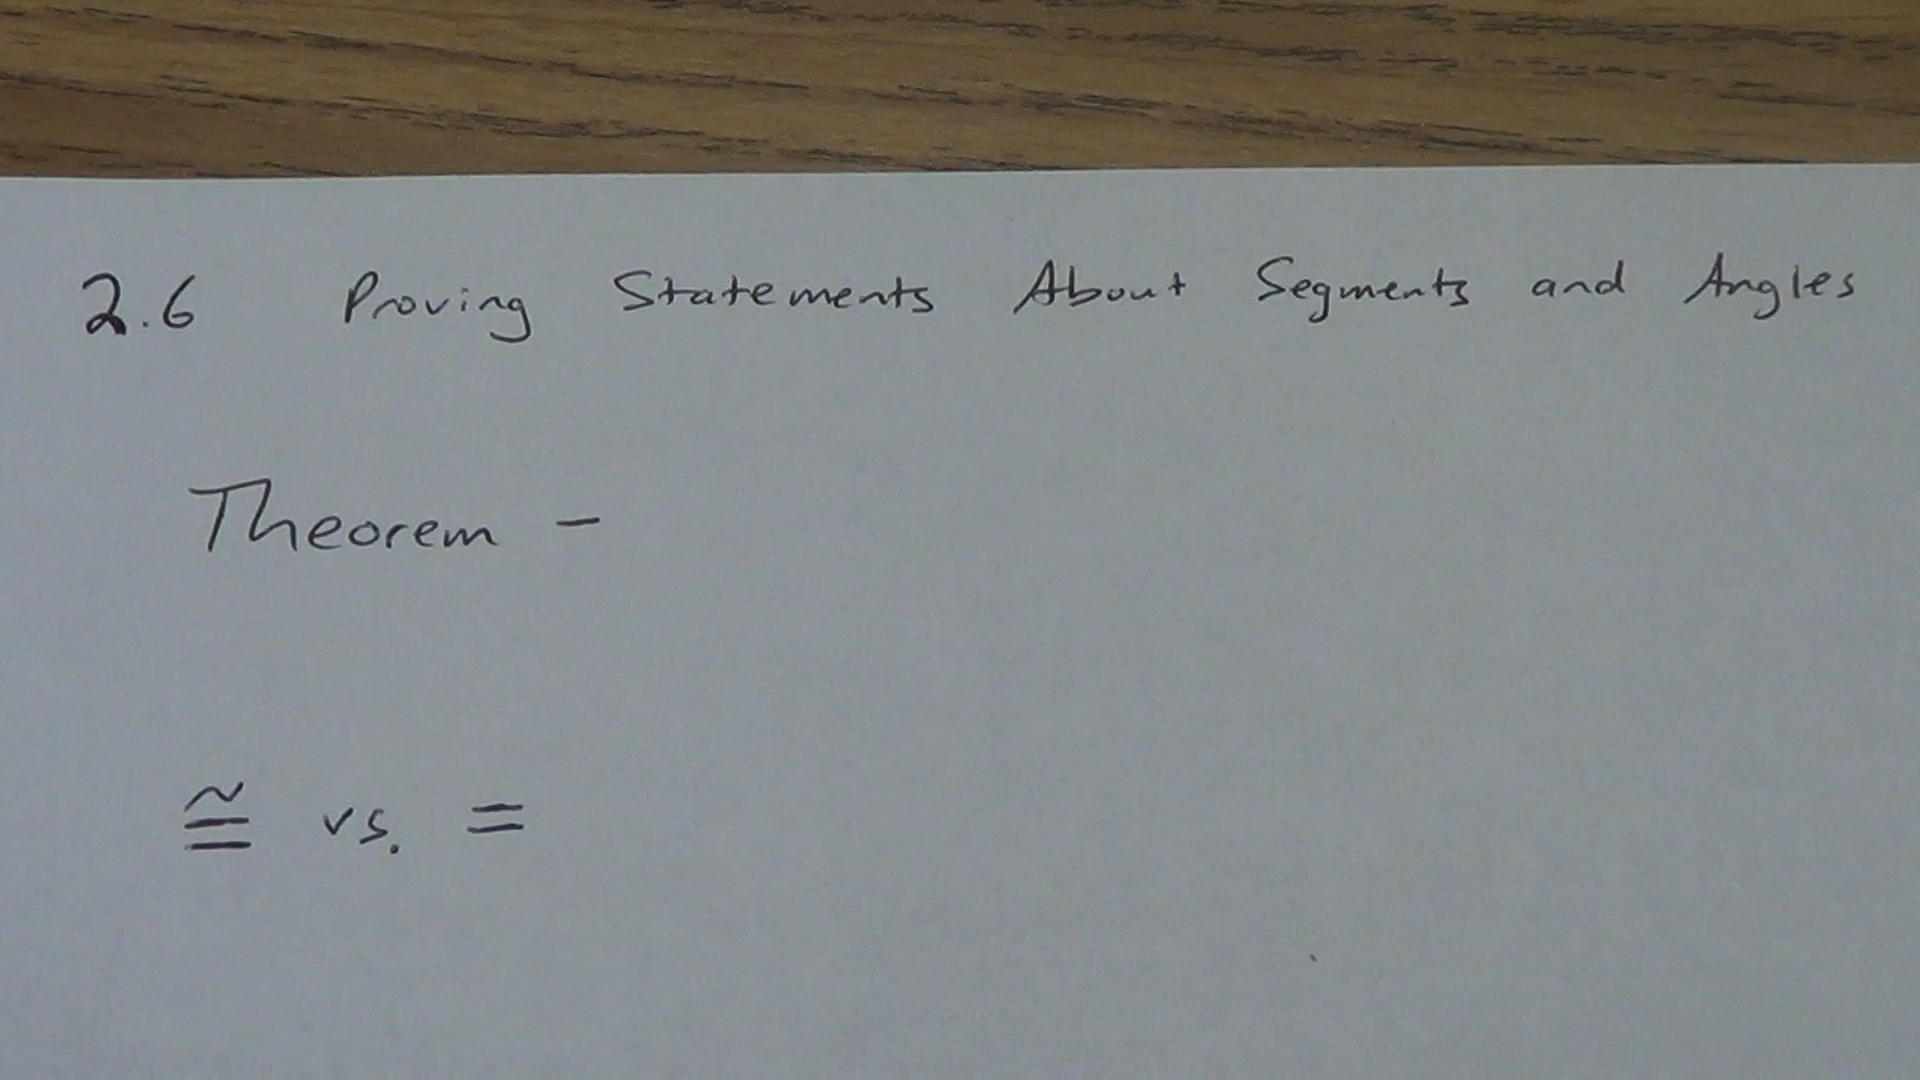 2.6 Proving Statements About Segments and Angles
Theorem -
≅ vs. =